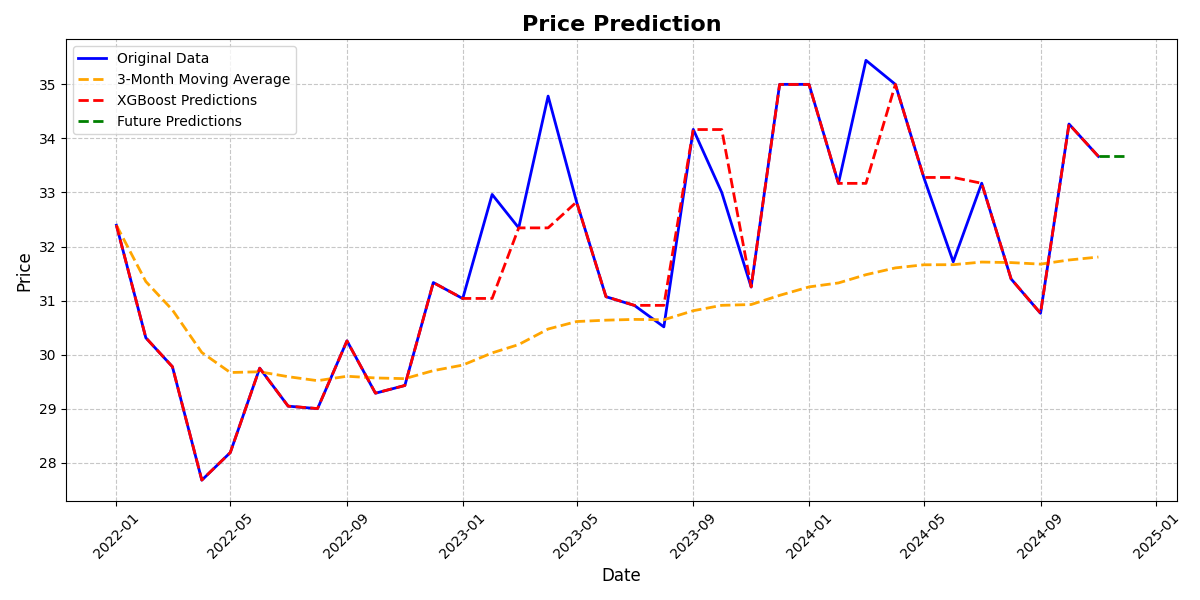 Price Prediction
Original Data
3-Month Moving Average
XGBoost Predictions
Future Predictions
Price
35
34
33
32
31
30
29
28
2022-01
2022-05
2022-09
2023-01
2023-05
2023-09
2024-01
2024-05
2024-09
2025-01
Date